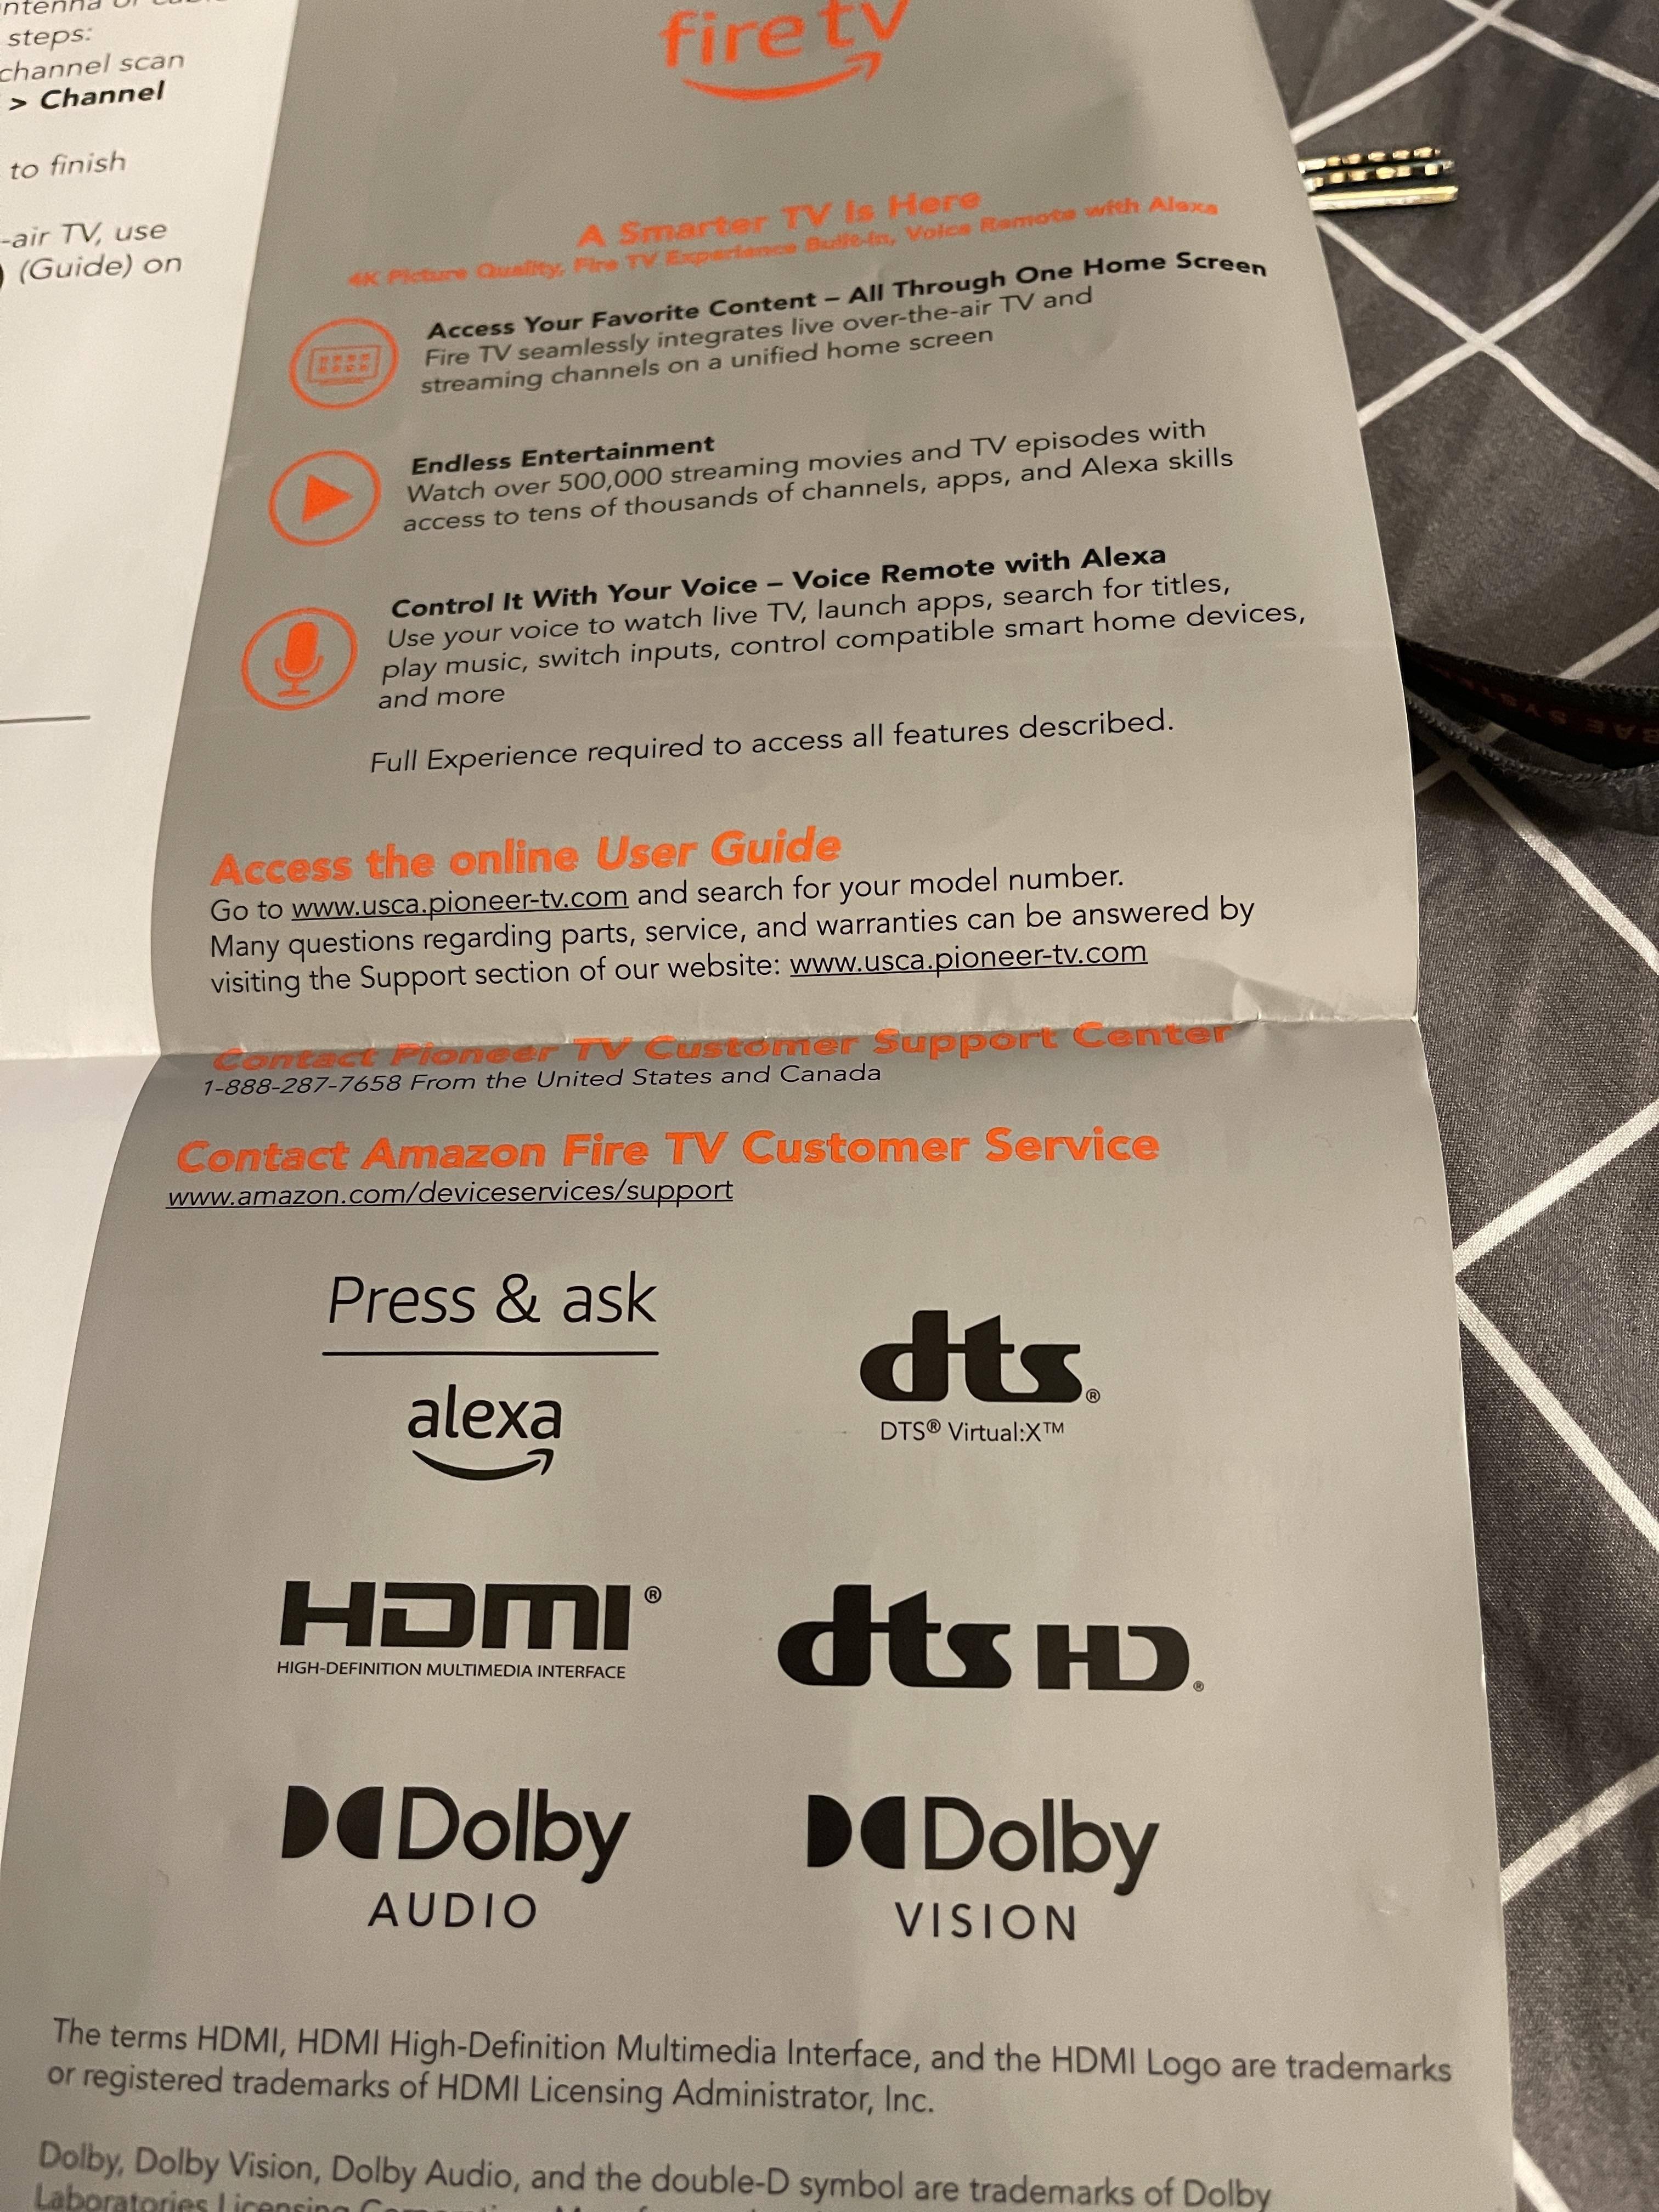 steps:
channel scan
> Channel
to finish
-air TV, use
(Guide) on
fire tv
A Smarter TV Is Here
4K Picture Quality, Fire TV Experience Built-in, Voice Remote with Alexa
Access Your Favorite Content – All Through One Home Screen
Fire TV seamlessly integrates live over-the-air TV and
streaming channels on a unified home screen
Endless Entertainment
Watch over 500,000 streaming movies and TV episodes with
access to tens of thousands of channels, apps, and Alexa skills
Control It With Your Voice – Voice Remote with Alexa
Use your voice to watch live TV, launch apps, search for titles,
play music, switch inputs, control compatible smart home devices,
and more
Full Experience required to access all features described.
Access the online User Guide
Go to www.usca.pioneer-tv.com and search for your model number.
Many questions regarding parts, service, and warranties can be answered by
visiting the Support section of our website: www.usca.pioneer-tv.com
Contact Pioneer TV Customer Support Center
1-888-287-7658 From the United States and Canada
Contact Amazon Fire TV Customer Service
www.amazon.com/deviceservices/support
Press & ask
alexa
dts®
DTS® Virtual:X™
HDMI®
HIGH-DEFINITION MULTIMEDIA INTERFACE
dts HD®
Dolby
AUDIO
Dolby
VISION
The terms HDMI, HDMI High-Definition Multimedia Interface, and the HDMI Logo are trademarks
or registered trademarks of HDMI Licensing Administrator, Inc.
Dolby, Dolby Vision, Dolby Audio, and the double-D symbol are trademarks of Dolby
Laboratories Licensing
BAE SYS